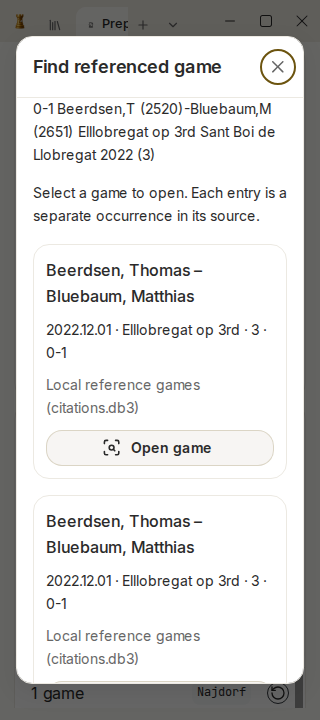 Prep
Find referenced game
0-1 Beerdsen,T (2520)-Bluebaum,M
(2651) Elllobregat op 3rd Sant Boi de
Llobregat 2022 (3)
Select a game to open. Each entry is a
separate occurrence in its source.
Beerdsen, Thomas –
Bluebaum, Matthias
2022.12.01 · Elllobregat op 3rd · 3 ·
0-1
Local reference games
(citations.db3)
Open game
Beerdsen, Thomas –
Bluebaum, Matthias
2022.12.01 · Elllobregat op 3rd · 3 ·
0-1
Local reference games
(citations.db3)
1 game
Najdorf